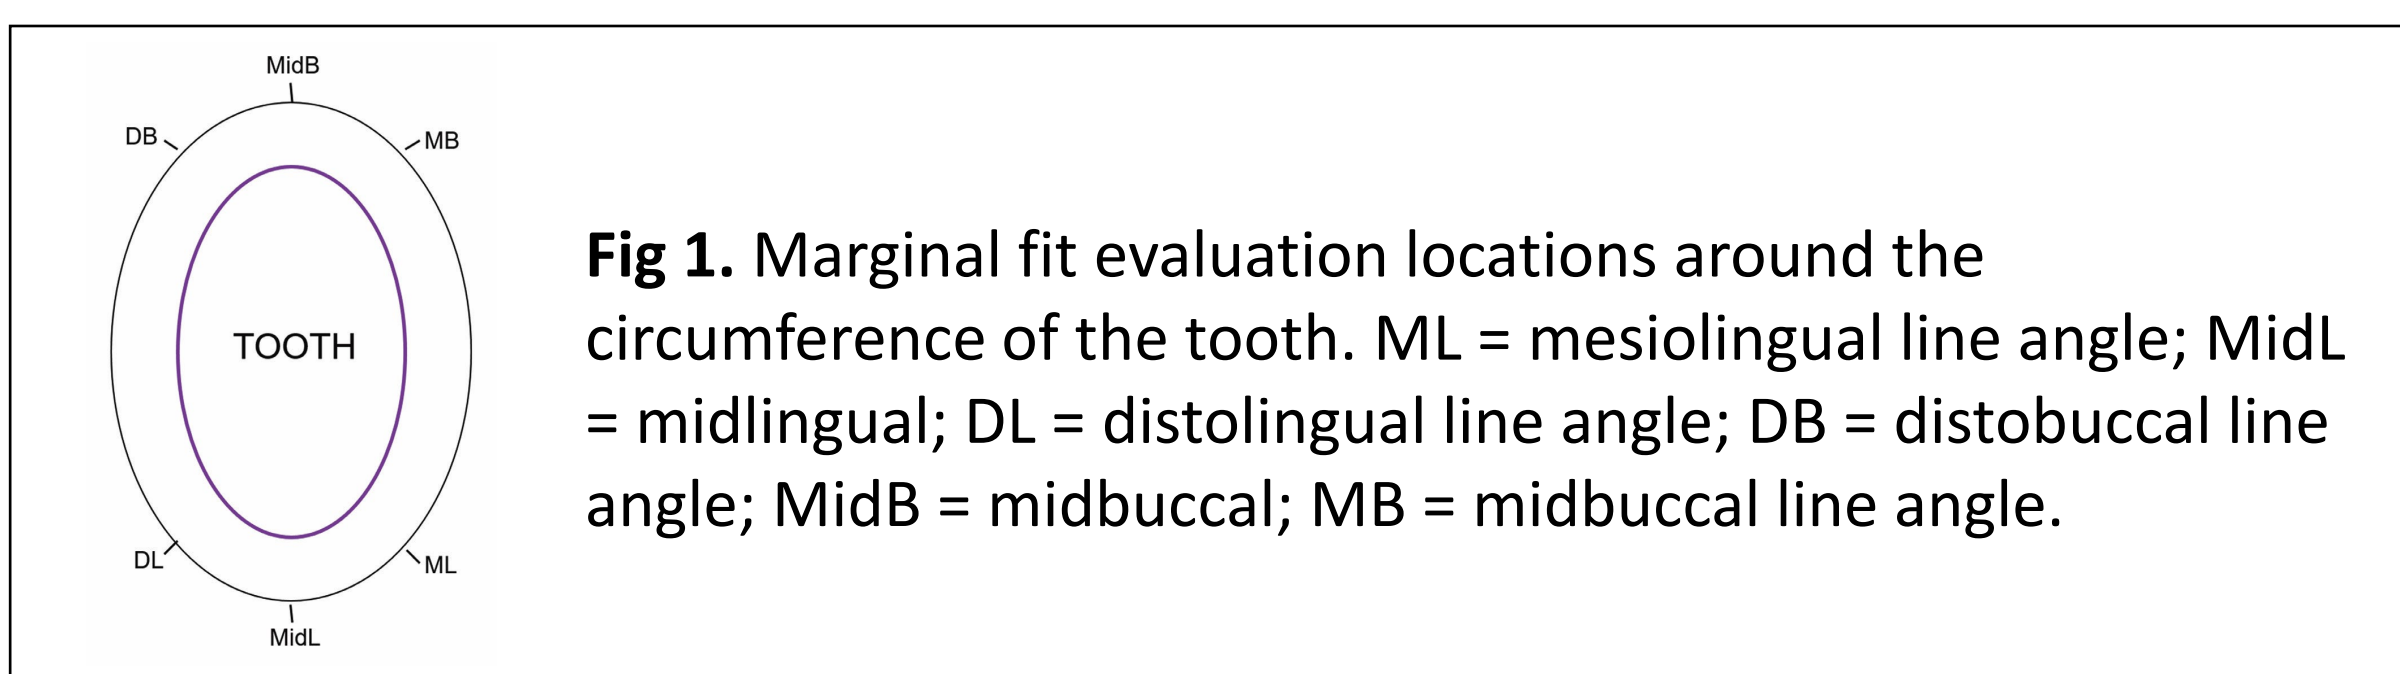 MidB
DB
MB
TOOTH
DL
ML
MidL
Fig 1. Marginal fit evaluation locations around the
circumference of the tooth. ML = mesiolingual line angle; MidL
= midlingual; DL = distolingual line angle; DB = distobuccal line
angle; MidB = midbuccal; MB = midbuccal line angle.